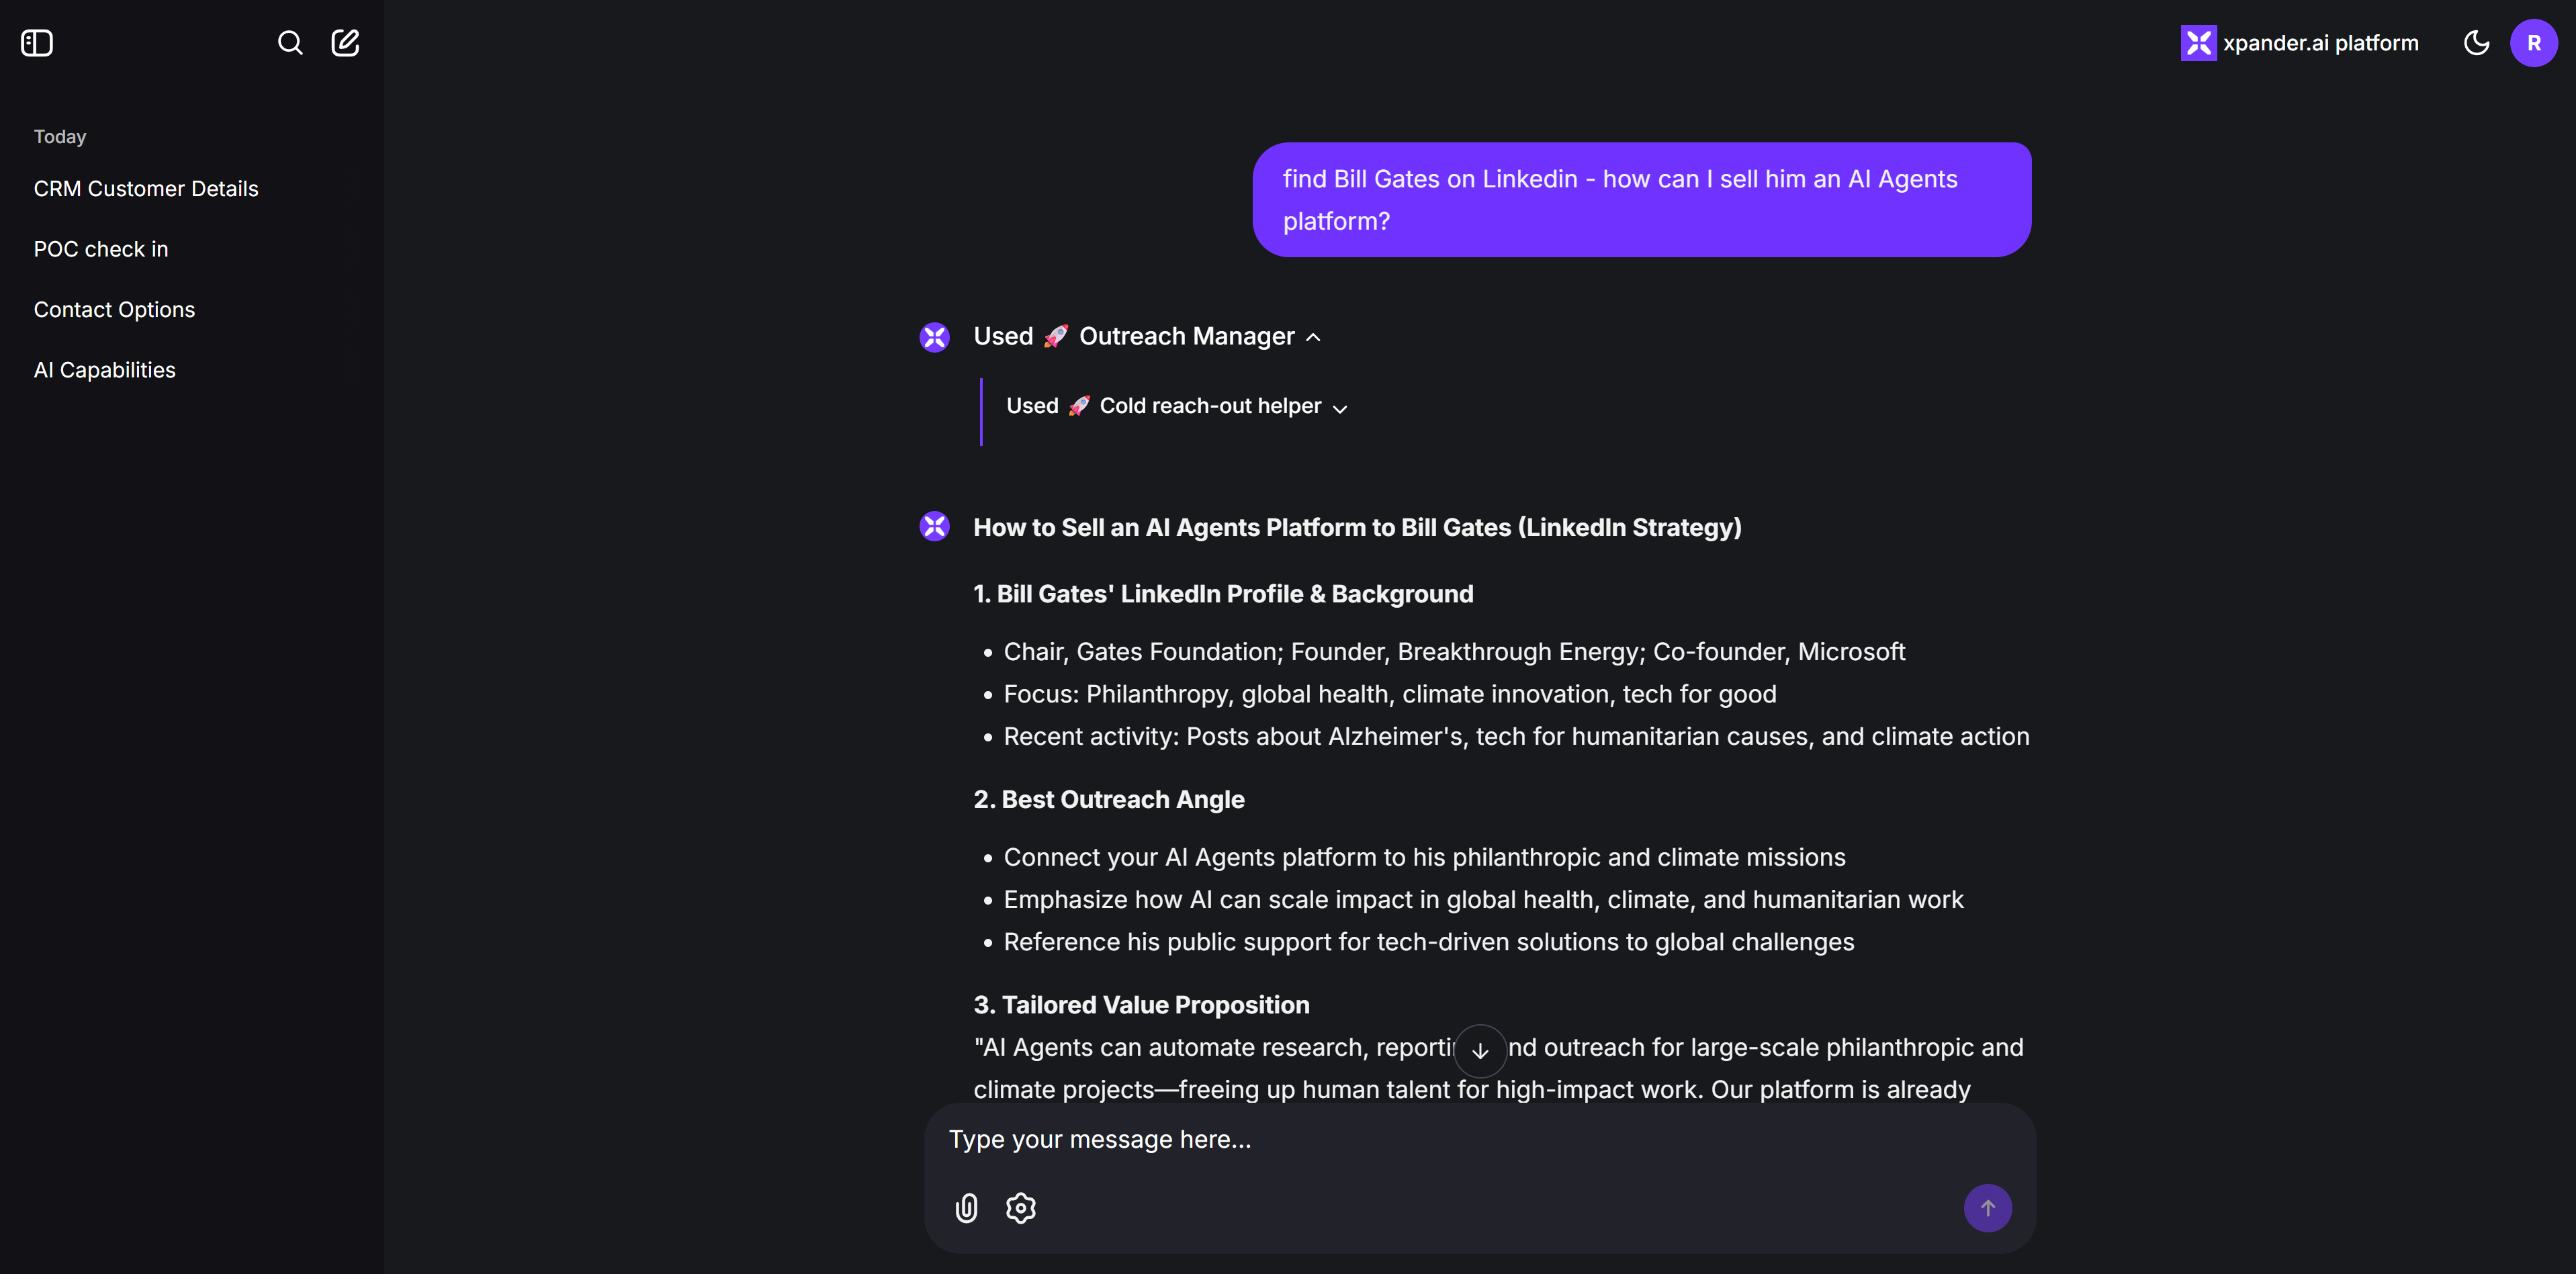 xpander.ai platform
R
Today
CRM Customer Details
POC check in
Contact Options
AI Capabilities
find Bill Gates on Linkedin - how can I sell him an AI Agents
platform?
Used 🚀 Outreach Manager
Used 🚀 Cold reach-out helper
How to Sell an AI Agents Platform to Bill Gates (LinkedIn Strategy)
1. Bill Gates' LinkedIn Profile & Background
• Chair, Gates Foundation; Founder, Breakthrough Energy; Co-founder, Microsoft
• Focus: Philanthropy, global health, climate innovation, tech for good
• Recent activity: Posts about Alzheimer's, tech for humanitarian causes, and climate action
2. Best Outreach Angle
• Connect your AI Agents platform to his philanthropic and climate missions
• Emphasize how AI can scale impact in global health, climate, and humanitarian work
• Reference his public support for tech-driven solutions to global challenges
3. Tailored Value Proposition
"AI Agents can automate research, outreach for large-scale philanthropic and
climate projects—freeing up human talent for high-impact work. Our platform is already
Type your message here...